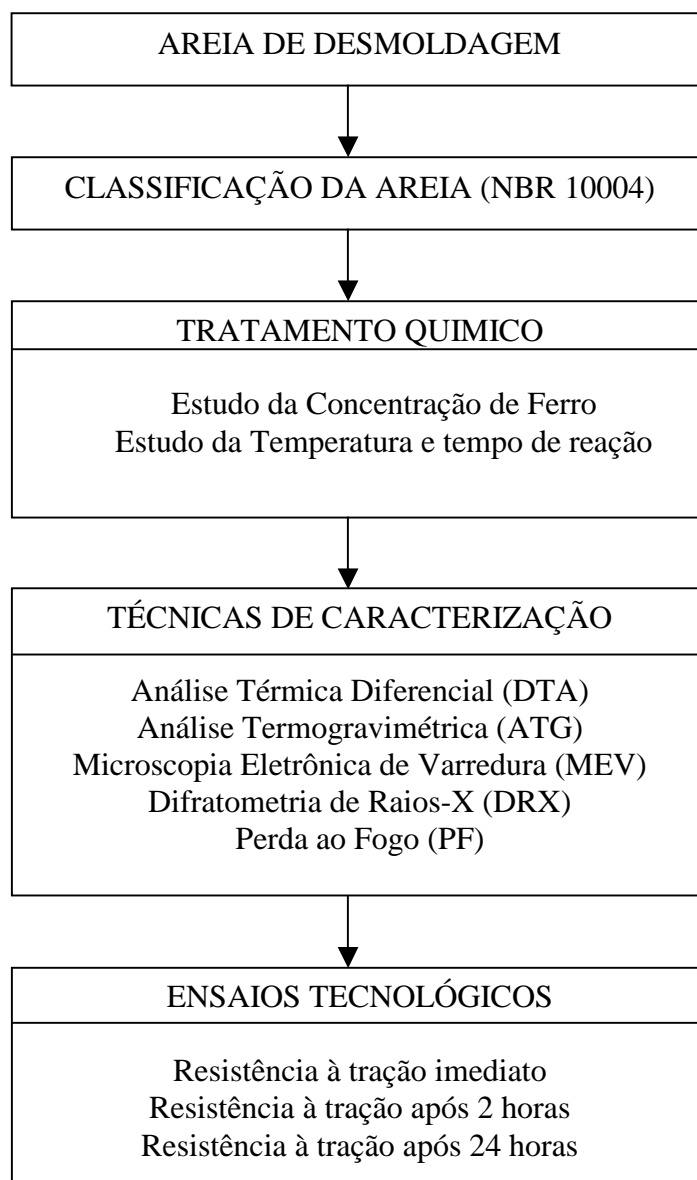 AREIA DE DESMOLDAGEM
CLASSIFICAÇÃO DA AREIA (NBR 10004)
TRATAMENTO QUIMICO
Estudo da Concentração de Ferro
Estudo da Temperatura e tempo de reação
TÉCNICAS DE CARACTERIZAÇÃO
Análise Térmica Diferencial (DTA)
Análise Termogravimétrica (ATG)
Microscopia Eletrônica de Varredura (MEV)
Difratometria de Raios-X (DRX)
Perda ao Fogo (PF)
ENSAIOS TECNOLÓGICOS
Resistência à tração imediato
Resistência à tração após 2 horas
Resistência à tração após 24 horas